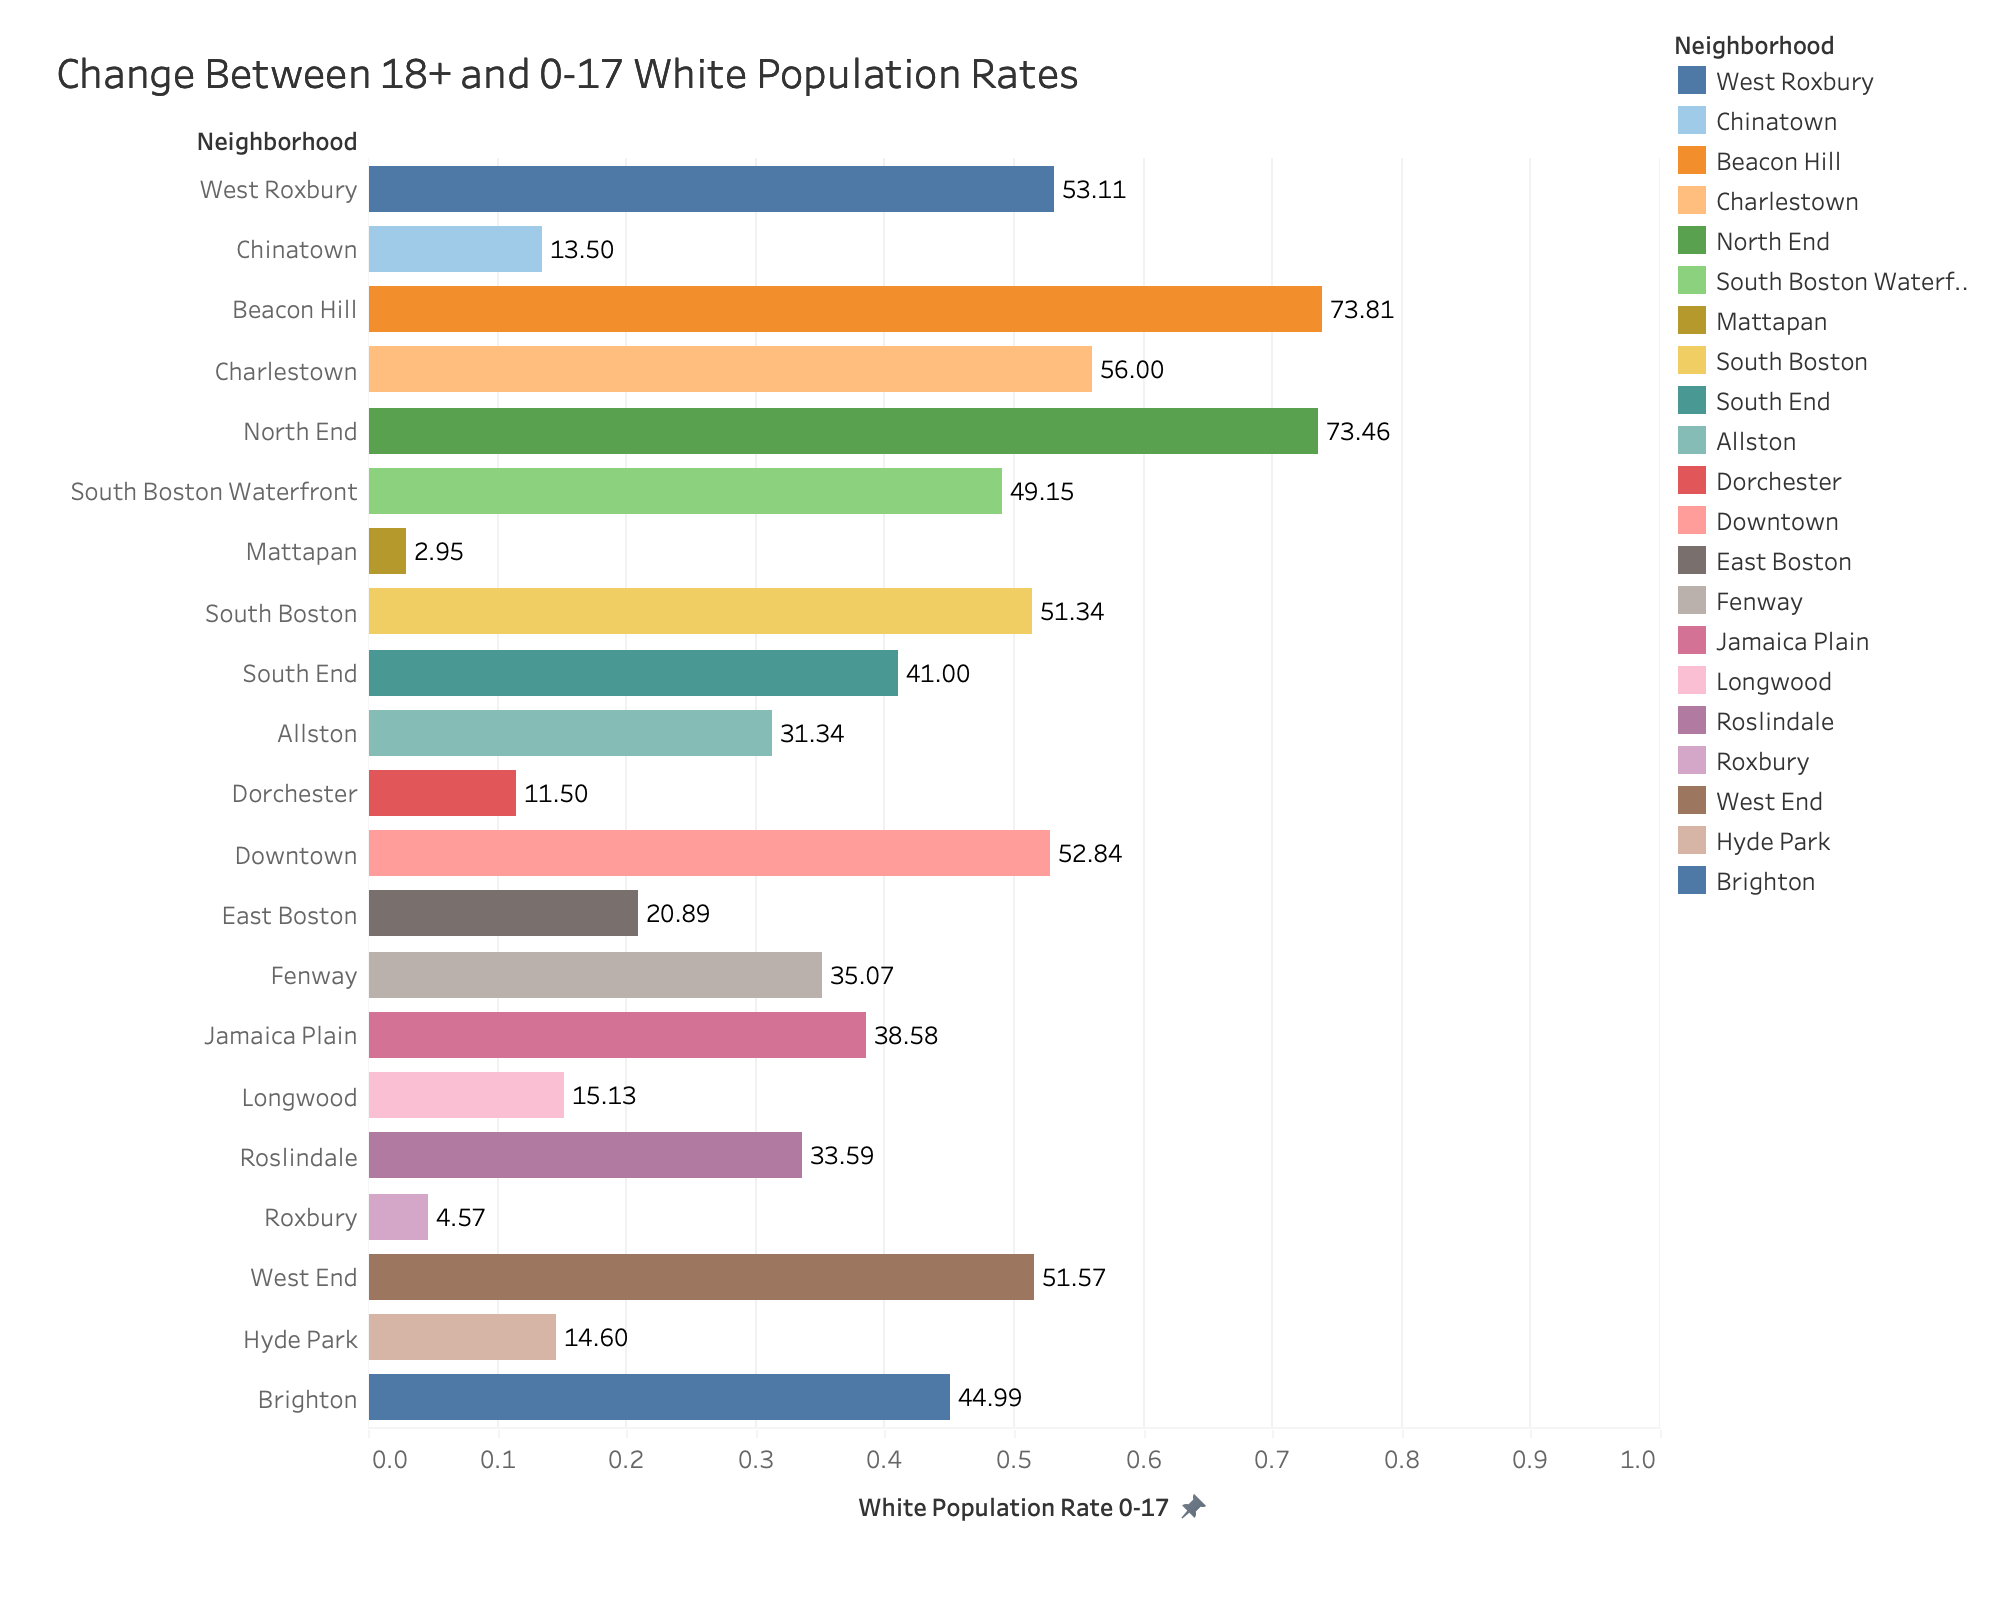 Change Between 18+ and 0-17 White Population Rates
Neighborhood
West Roxbury 53.11
Chinatown 13.50
Beacon Hill 73.81
Charlestown 56.00
North End 73.46
South Boston Waterfront 49.15
Mattapan 2.95
South Boston 51.34
South End 41.00
Allston 31.34
Dorchester 11.50
Downtown 52.84
East Boston 20.89
Fenway 35.07
Jamaica Plain 38.58
Longwood 15.13
Roslindale 33.59
Roxbury 4.57
West End 51.57
Hyde Park 14.60
Brighton 44.99
0.0 0.1 0.2 0.3 0.4 0.5 0.6 0.7 0.8 0.9 1.0
White Population Rate 0-17
Neighborhood
West Roxbury
Chinatown
Beacon Hill
Charlestown
North End
South Boston Waterf..
Mattapan
South Boston
South End
Allston
Dorchester
Downtown
East Boston
Fenway
Jamaica Plain
Longwood
Roslindale
Roxbury
West End
Hyde Park
Brighton